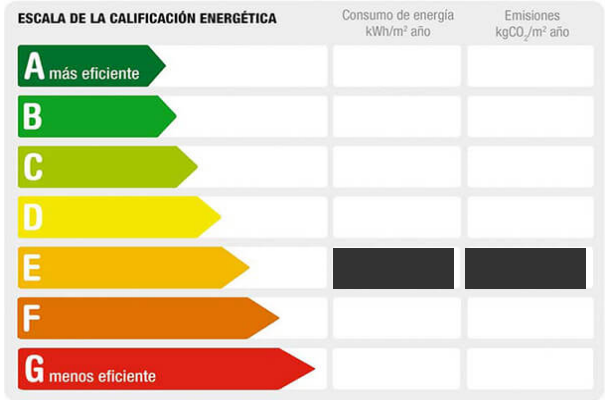 ESCALA DE LA CALIFICACIÓN ENERGÉTICA
Consumo de energía
kWh/m² año
Emisiones
kgCO₂/m² año
A más eficiente
B
C
D
E
F
G menos eficiente